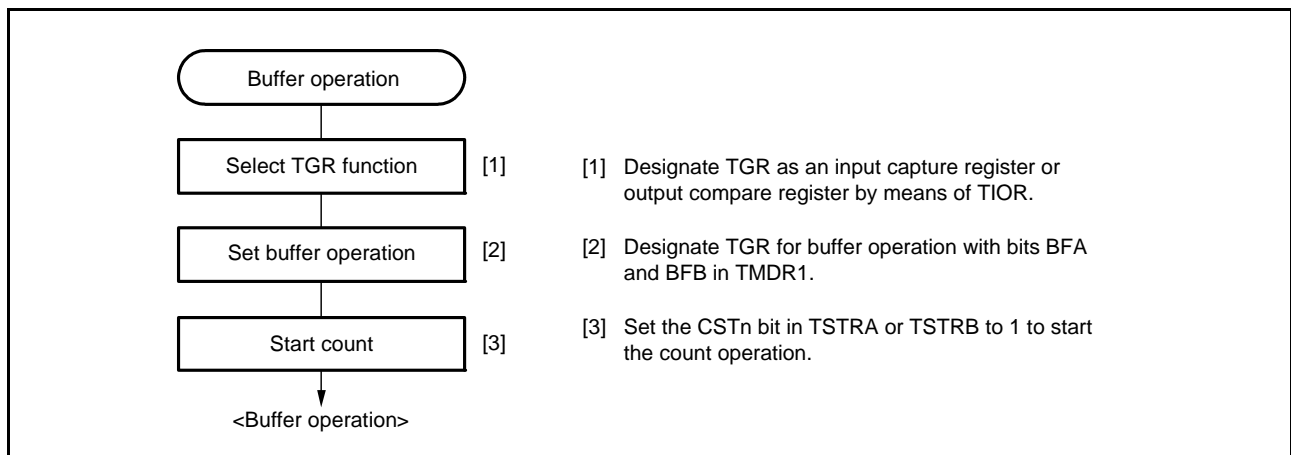 Buffer operation
Select TGR function [1]
Set buffer operation [2]
Start count [3]
<Buffer operation>
[1] Designate TGR as an input capture register or
output compare register by means of TIOR.
[2] Designate TGR for buffer operation with bits BFA
and BFB in TMDR1.
[3] Set the CSTn bit in TSTRA or TSTRB to 1 to start
the count operation.